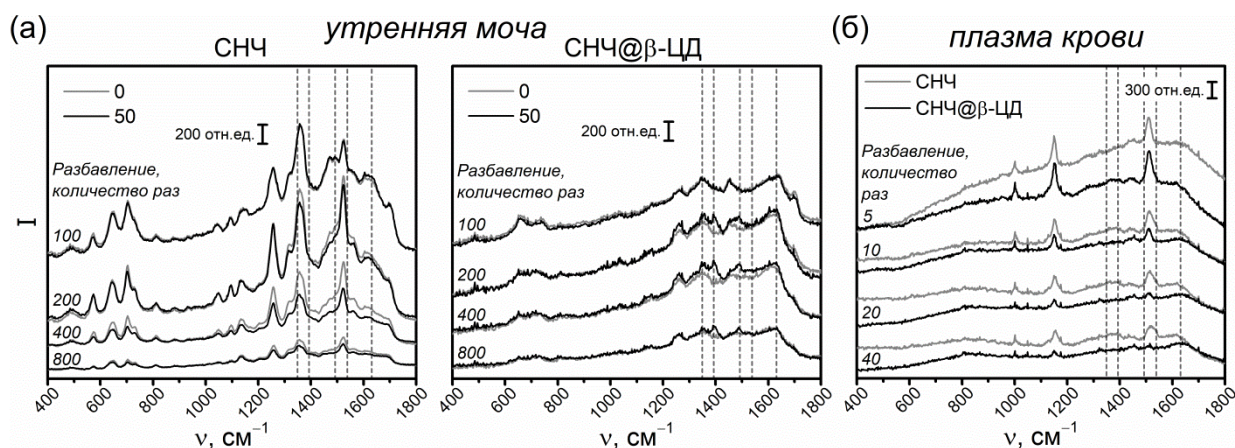 (а)
утренняя моча
СНЧ
СНЧ@β-ЦД
0
50
200 отн.ед.
Разбавление,
количество раз
100
200
400
800
I
400 600 800 1000 1200 1400 1600 1800
ν, см⁻¹
0
50
200 отн.ед.
Разбавление,
количество раз
100
200
400
800
400 600 800 1000 1200 1400 1600 1800
ν, см⁻¹
(б)
плазма крови
СНЧ
СНЧ@β-ЦД
300 отн.ед.
Разбавление,
количество
раз
5
10
20
40
400 600 800 1000 1200 1400 1600 1800
ν, см⁻¹